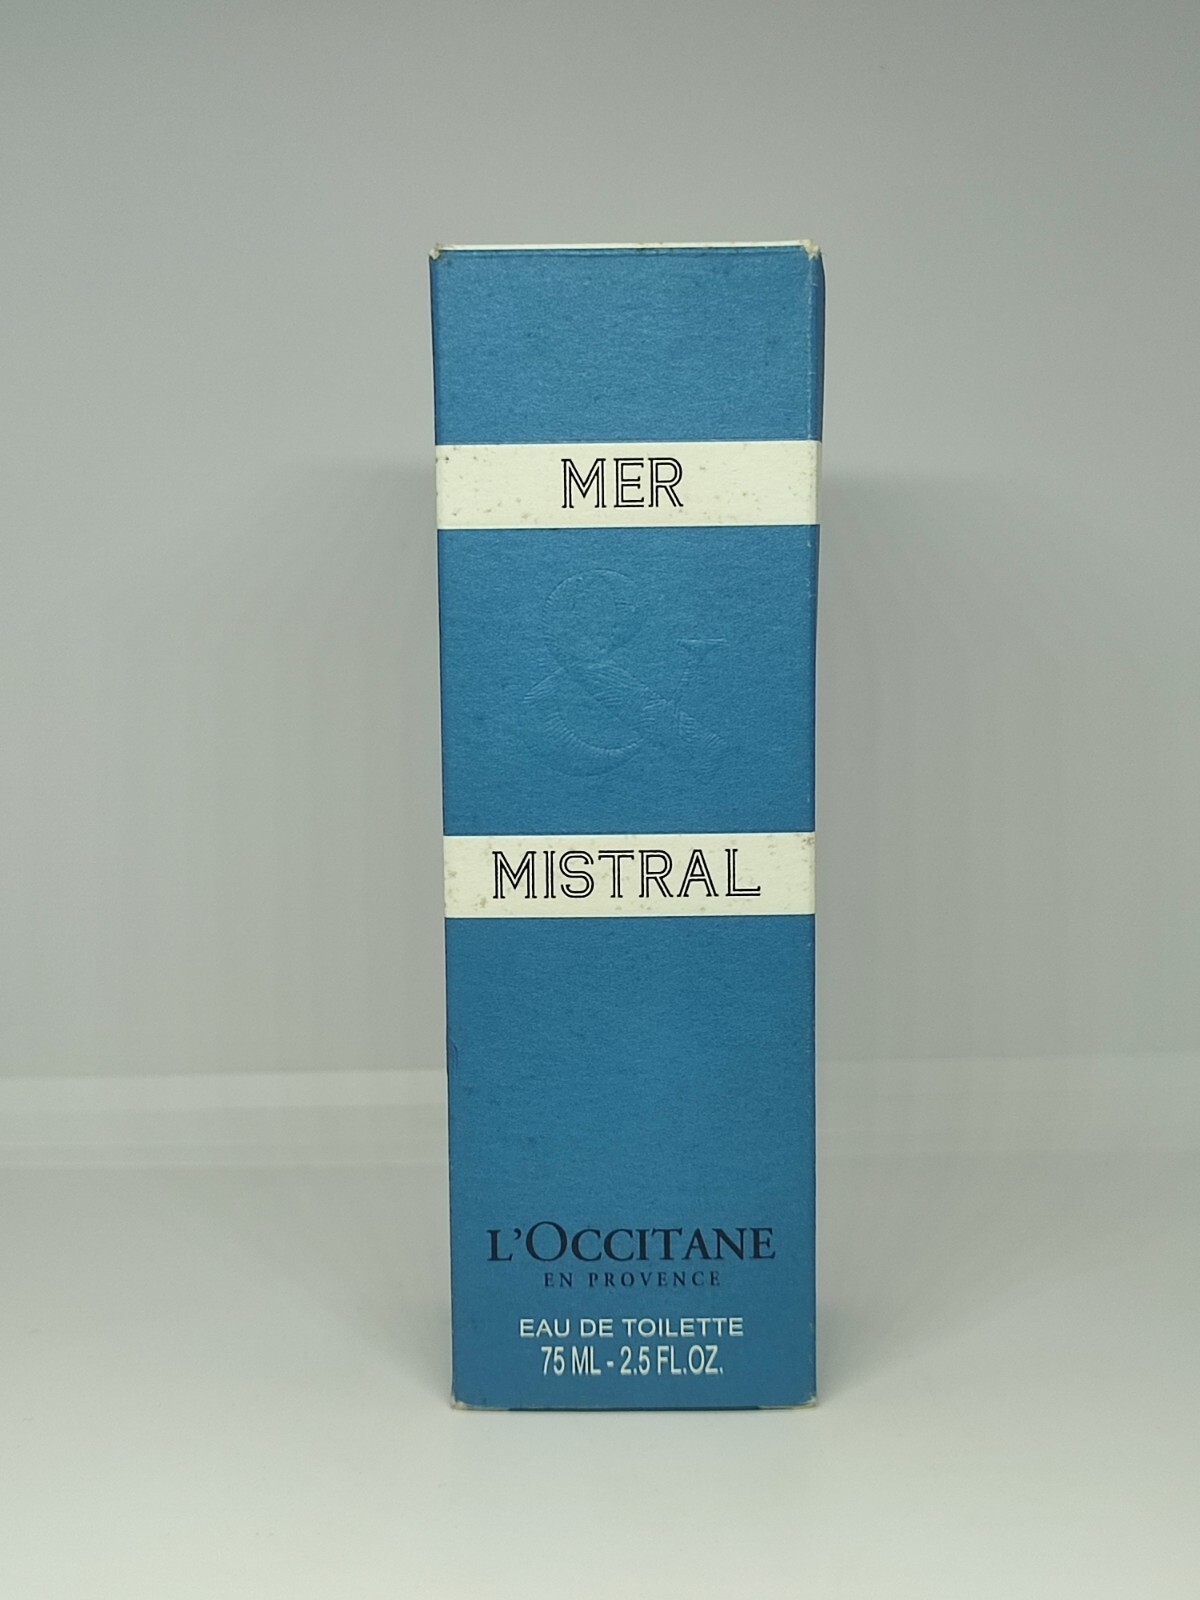 MER
&
MISTRAL
L'OCCITANE
EN PROVENCE
EAU DE TOILETTE
75 ML - 2.5 FL.OZ.